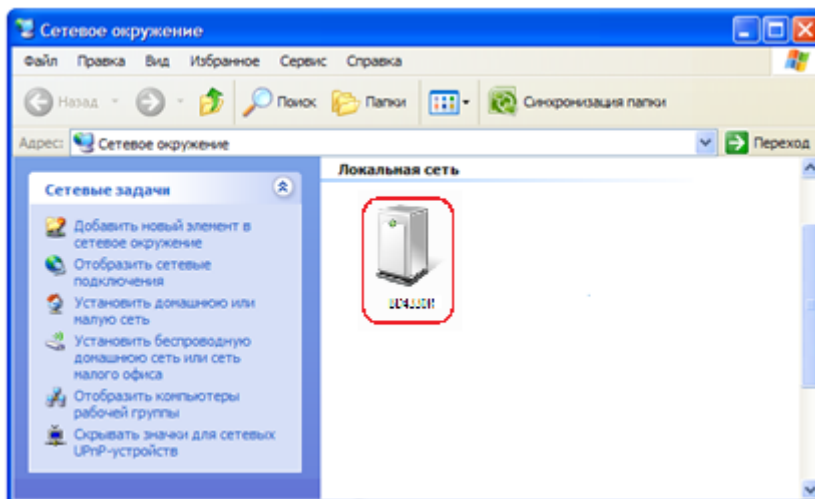 Сетевое окружение
Файл Правка Вид Избранное Сервис Справка
Назад Поиск Папки Синхронизация папки
Адрес: Сетевое окружение Переход
Сетевые задачи
Добавить новый элемент в
сетевое окружение
Отобразить сетевые
подключения
Установить домашнюю или
малую сеть
Установить беспроводную
домашнюю сеть или сеть
малого офиса
Отобразить компьютеры
рабочей группы
Скрывать значки для сетевых
UPnP-устройств
Локальная сеть